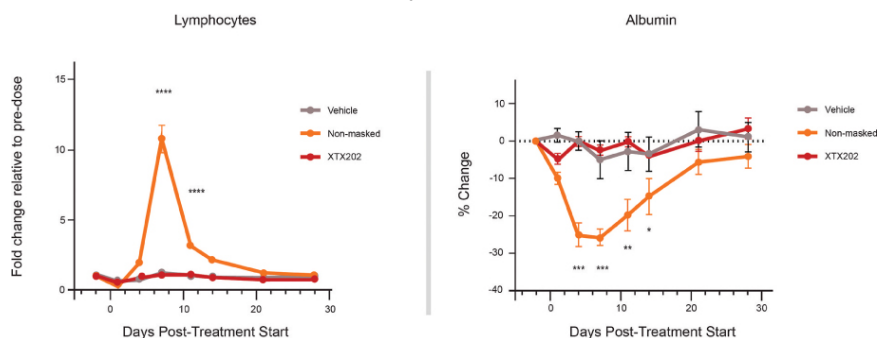 Lymphocytes
Fold change relative to pre-dose
15
10
5
0
****
****
Vehicle
Non-masked
XTX202
0 10 20 30
Days Post-Treatment Start
Albumin
% Change
10
0
-10
-20
-30
-40
***
***
**
*
Vehicle
Non-masked
XTX202
0 10 20 30
Days Post-Treatment Start